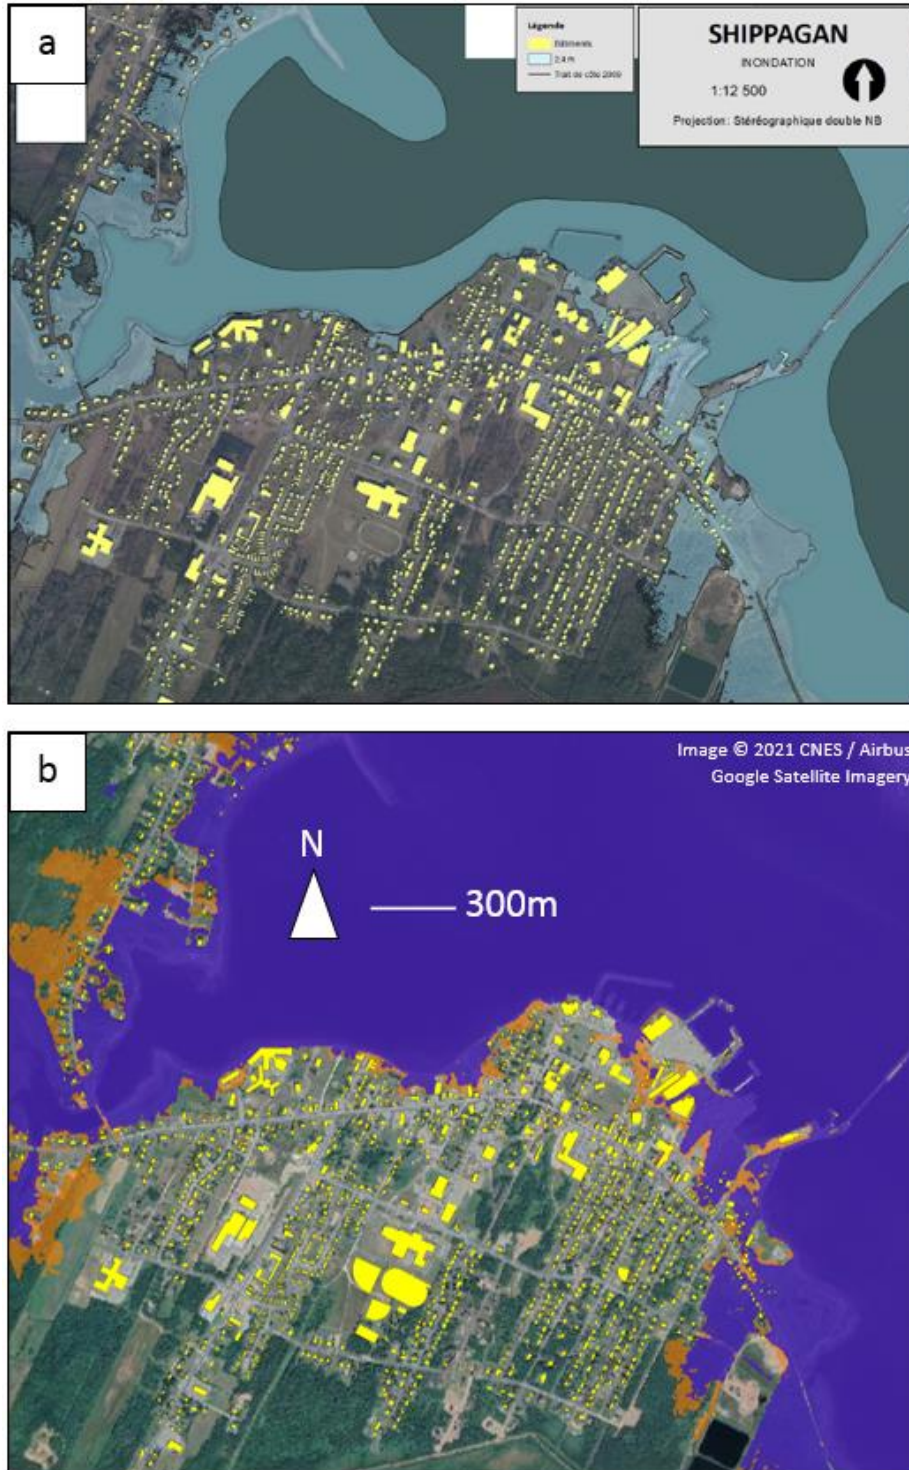 a
Légende
Bâtiments
2,4 m
Trait de côte 2009
SHIPPAGAN
INONDATION
1:12 500
Projection: Stéréographique double NB
b
Image © 2021 CNES / Airbus
Google Satellite Imagery
N
300m